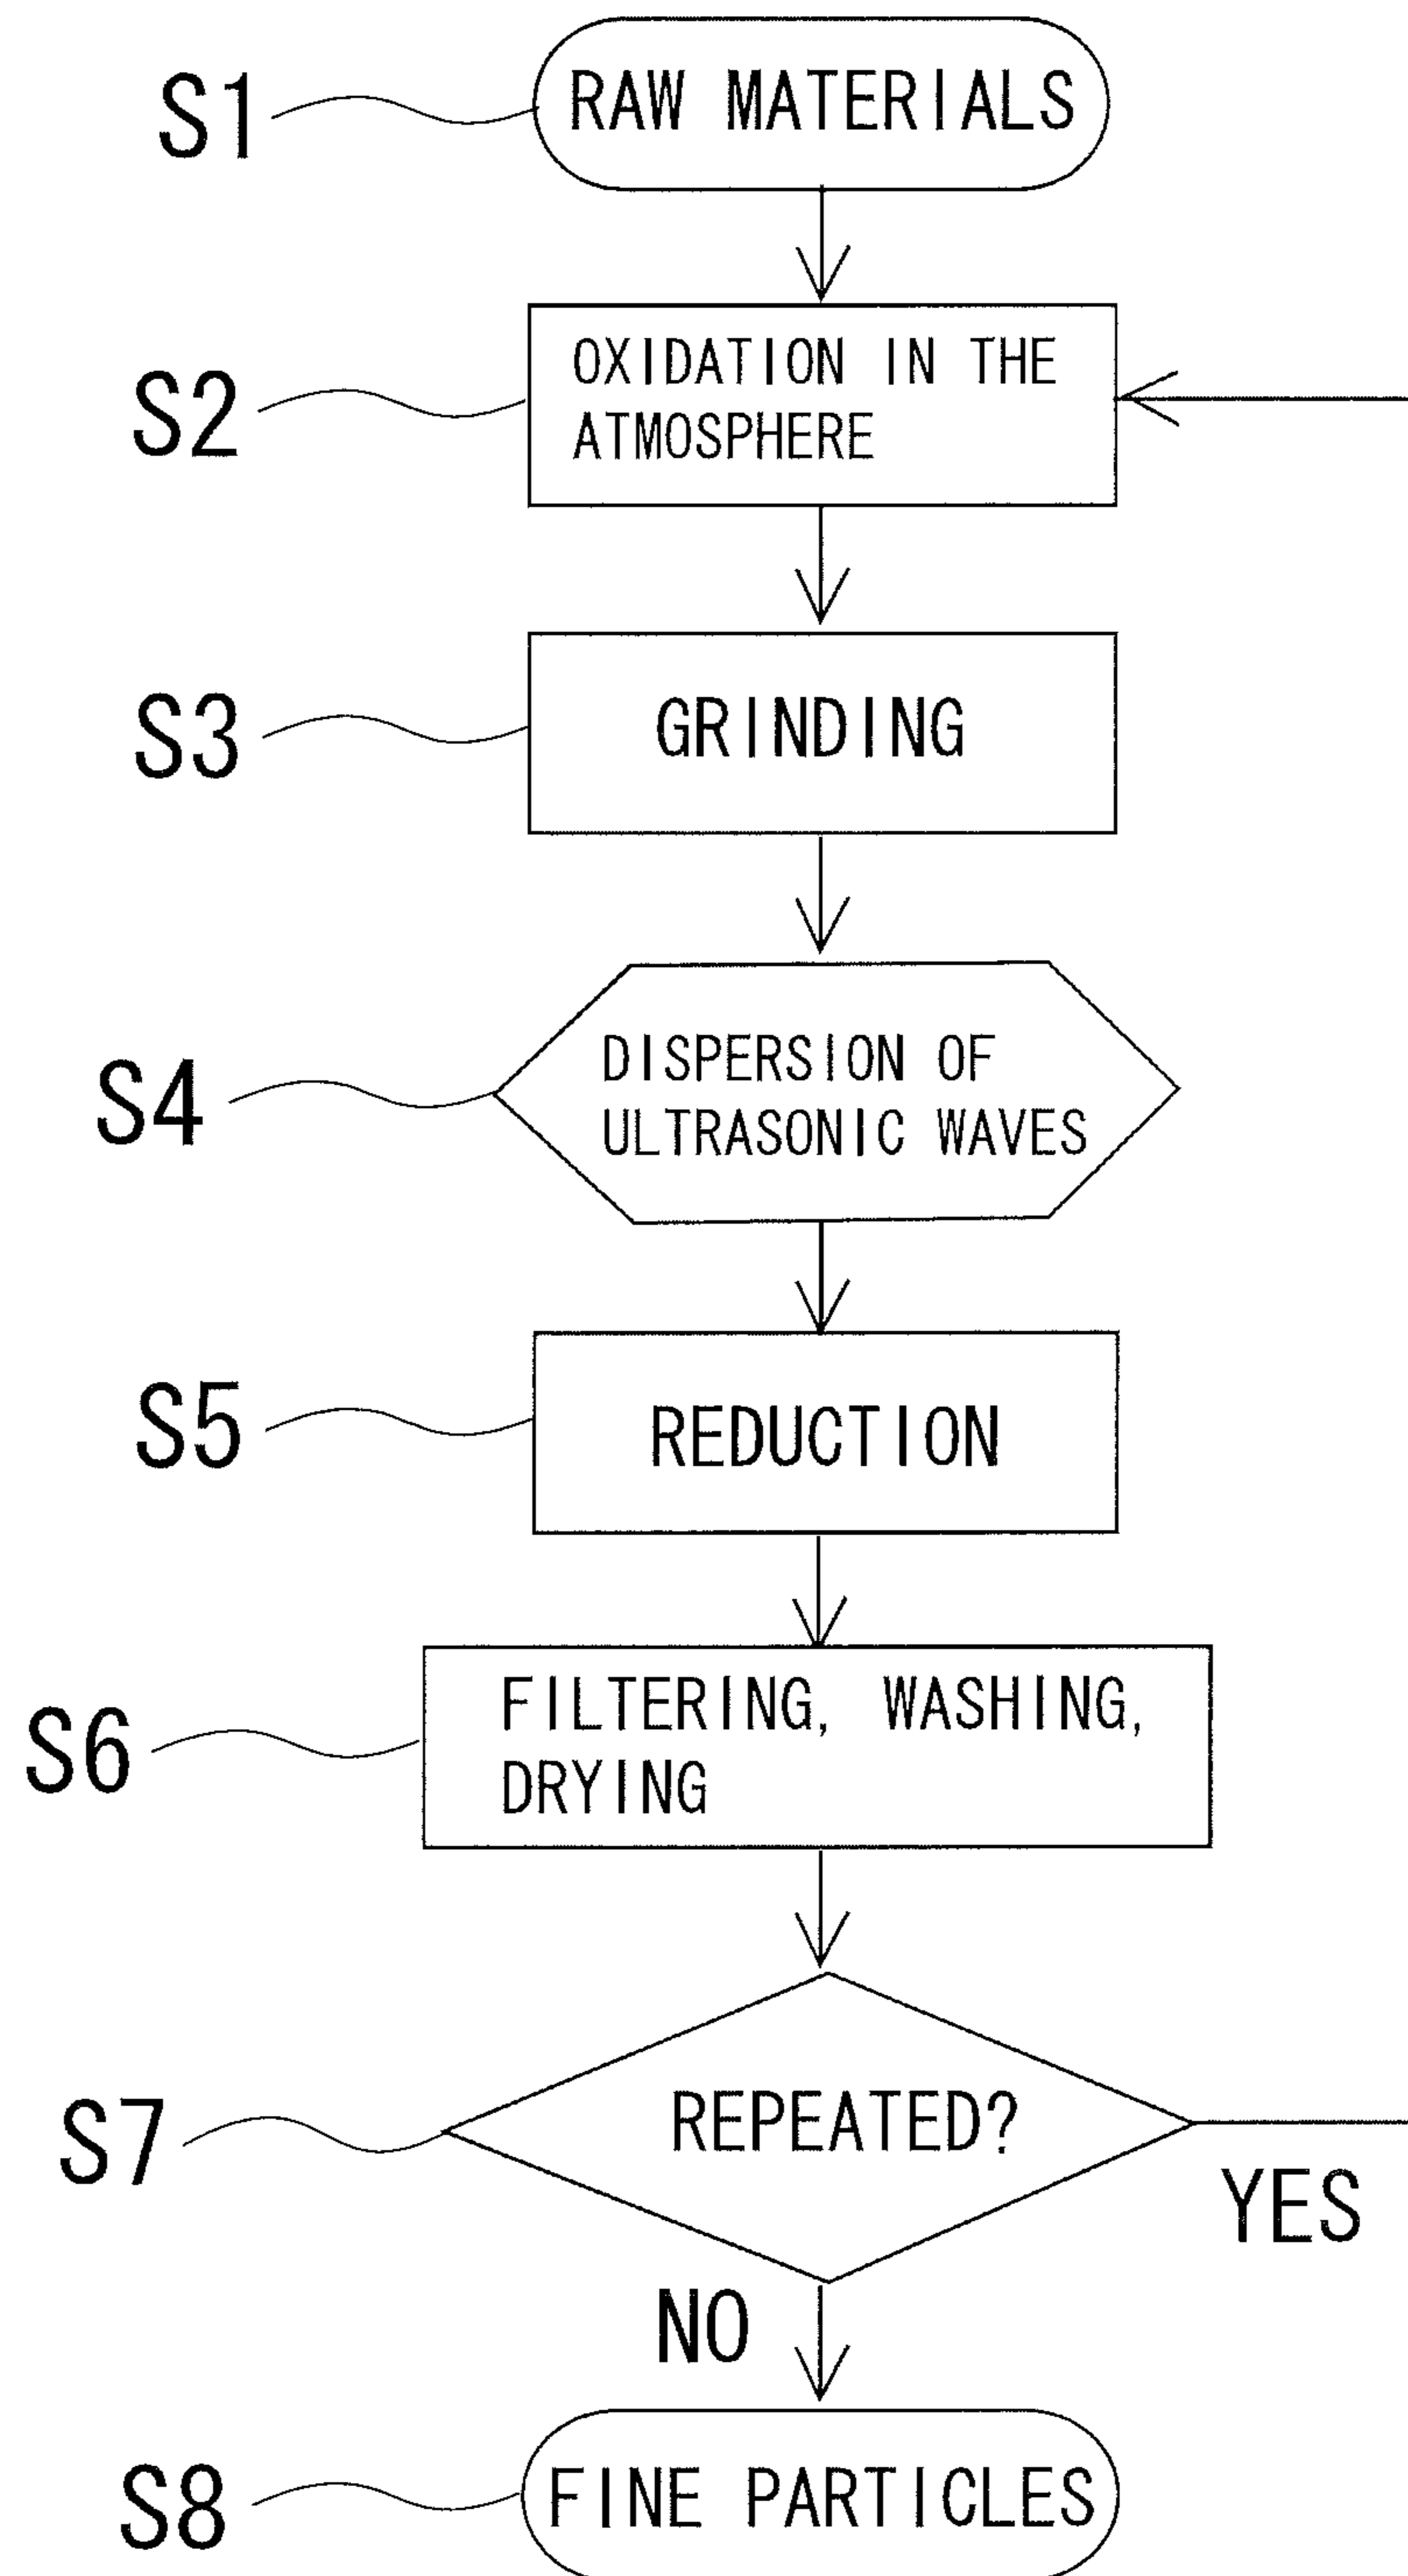 S1
RAW MATERIALS
S2
OXIDATION IN THE
ATMOSPHERE
S3
GRINDING
S4
DISPERSION OF
ULTRASONIC WAVES
S5
REDUCTION
S6
FILTERING, WASHING,
DRYING
S7
REPEATED?
YES
NO
S8
FINE PARTICLES